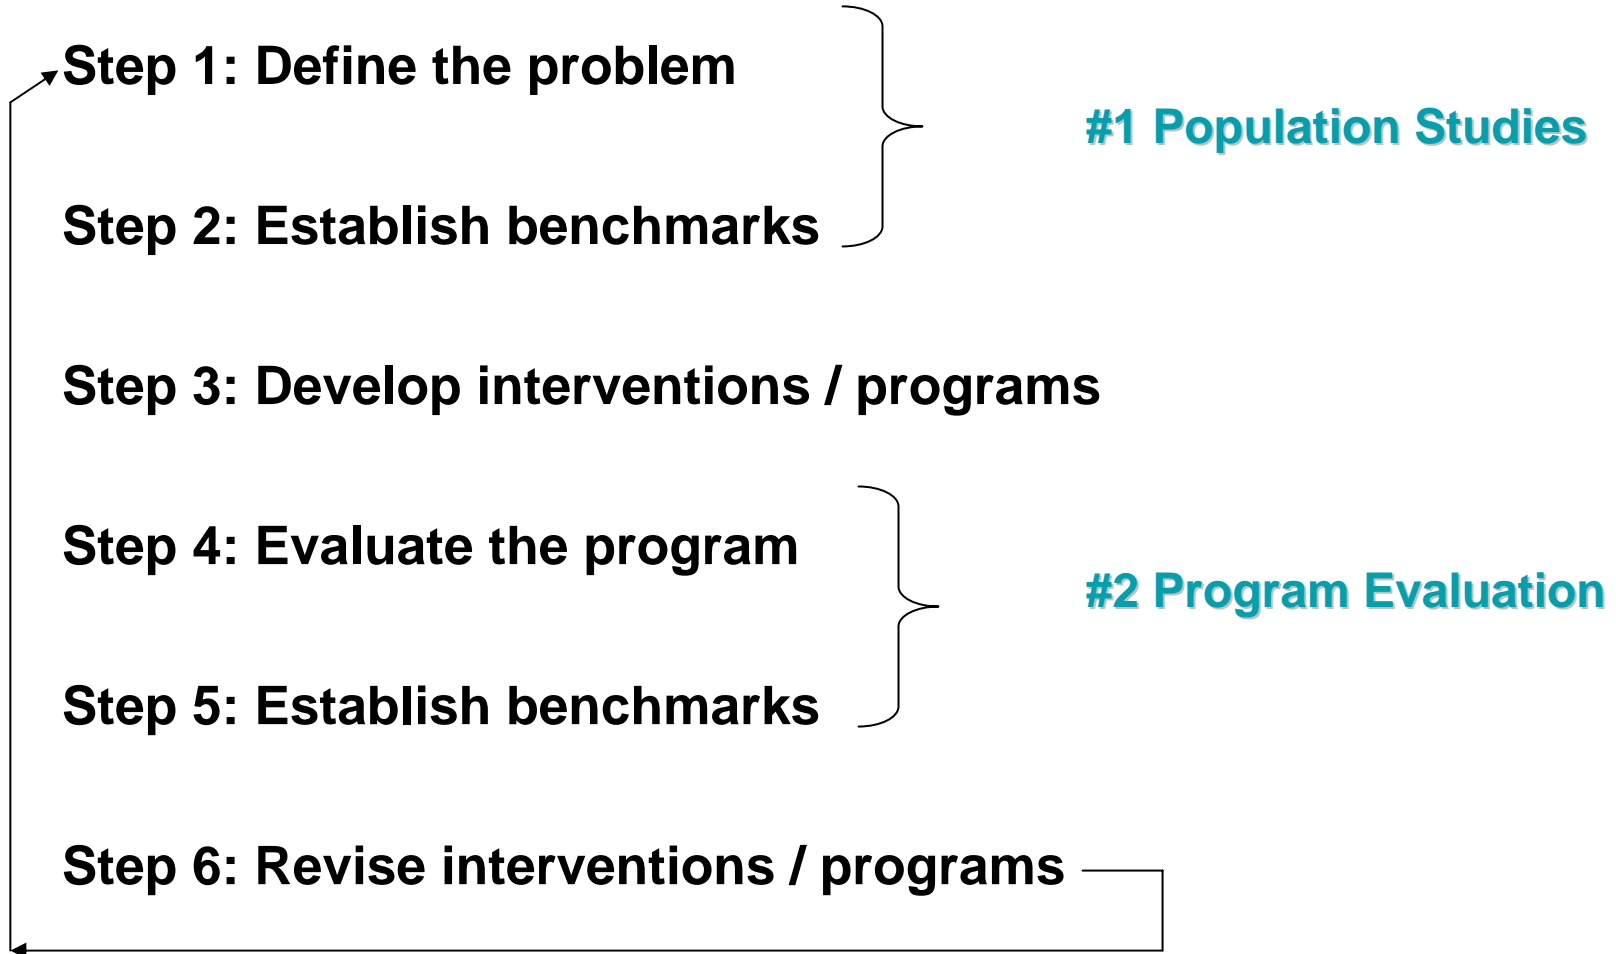 Step 1: Define the problem
#1 Population Studies
Step 2: Establish benchmarks
Step 3: Develop interventions / programs
Step 4: Evaluate the program
#2 Program Evaluation
Step 5: Establish benchmarks
Step 6: Revise interventions / programs